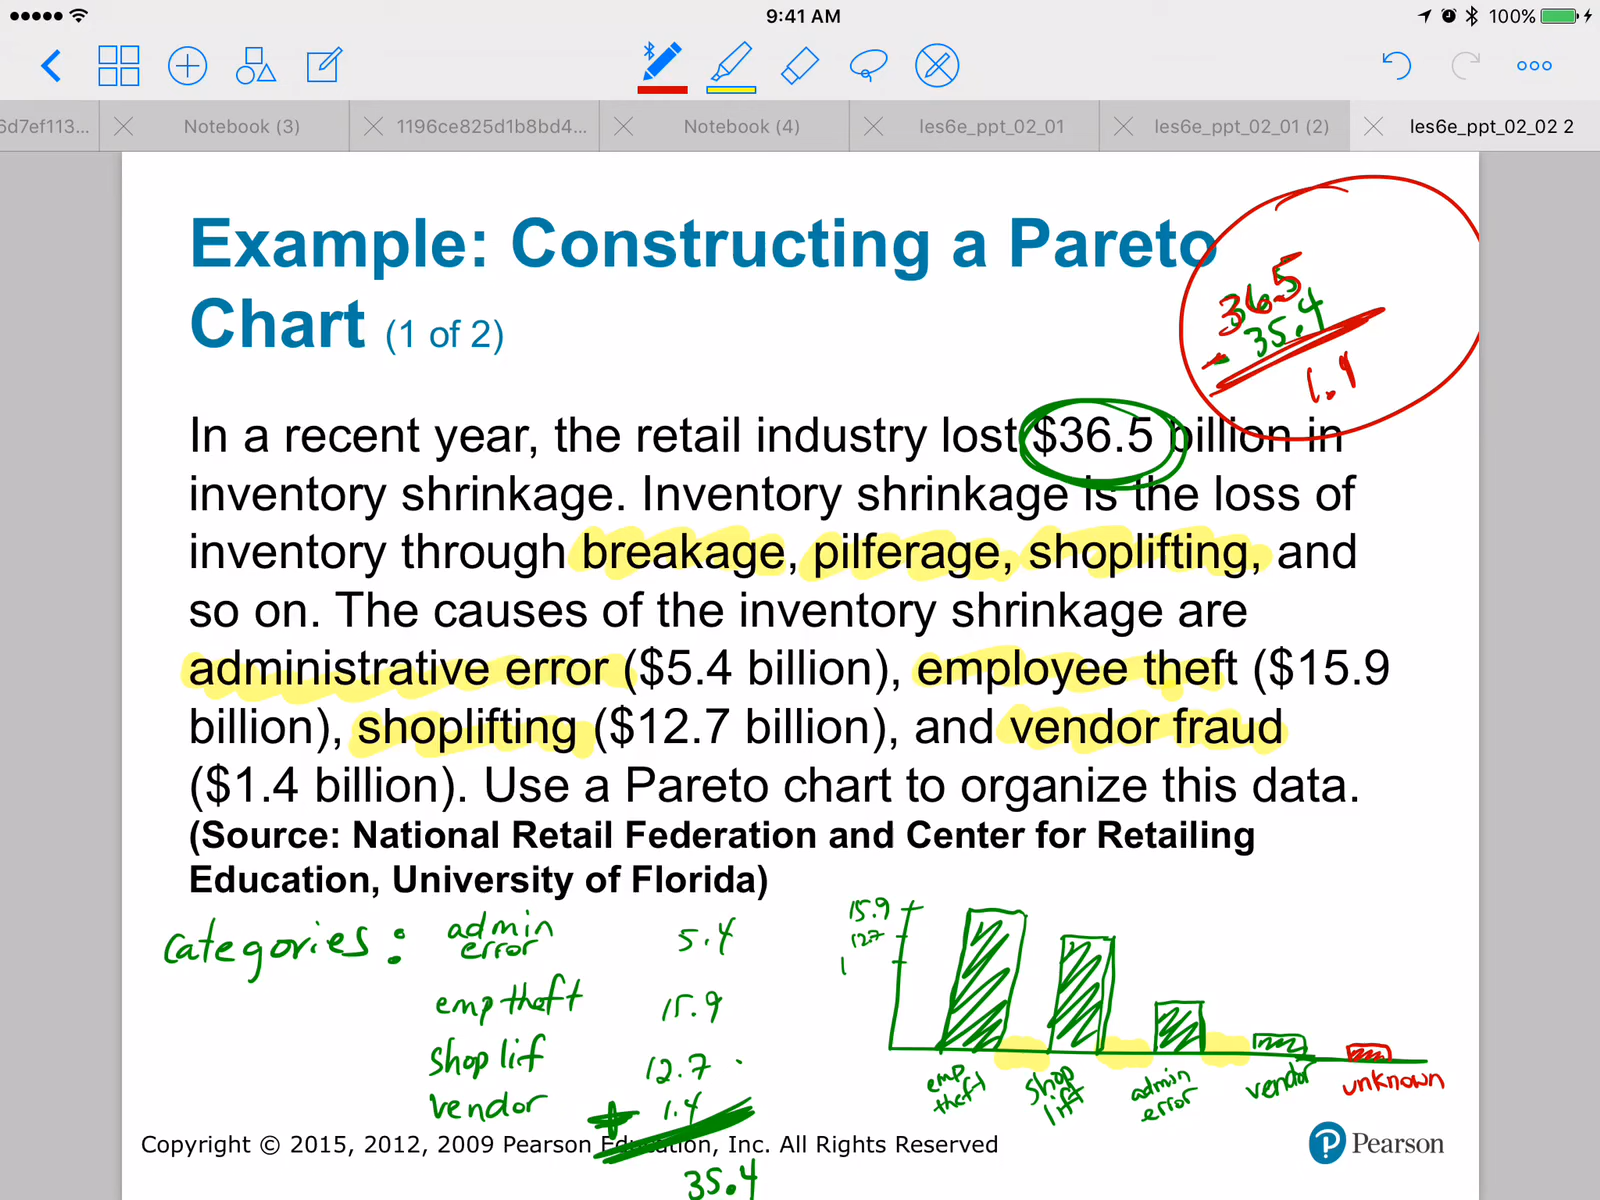 9:41 AM
100%
6d7ef113...
Notebook (3)
1196ce825d1b8bd4...
Notebook (4)
les6e_ppt_02_01
les6e_ppt_02_01 (2)
les6e_ppt_02_02 2
Example: Constructing a Pareto
Chart (1 of 2)
36.5
- 35.4
1.1
In a recent year, the retail industry lost $36.5 billion in
inventory shrinkage. Inventory shrinkage is the loss of
inventory through breakage, pilferage, shoplifting, and
so on. The causes of the inventory shrinkage are
administrative error ($5.4 billion), employee theft ($15.9
billion), shoplifting ($12.7 billion), and vendor fraud
($1.4 billion). Use a Pareto chart to organize this data.
(Source: National Retail Federation and Center for Retailing
Education, University of Florida)
categories: admin error 5.4
emp theft 15.9
shop lif 12.7
vendor + 1.4
35.4
15.9
12.7
1
emp theft
shop lift
admin error
vendor
unknown
Copyright © 2015, 2012, 2009 Pearson Education, Inc. All Rights Reserved
P Pearson